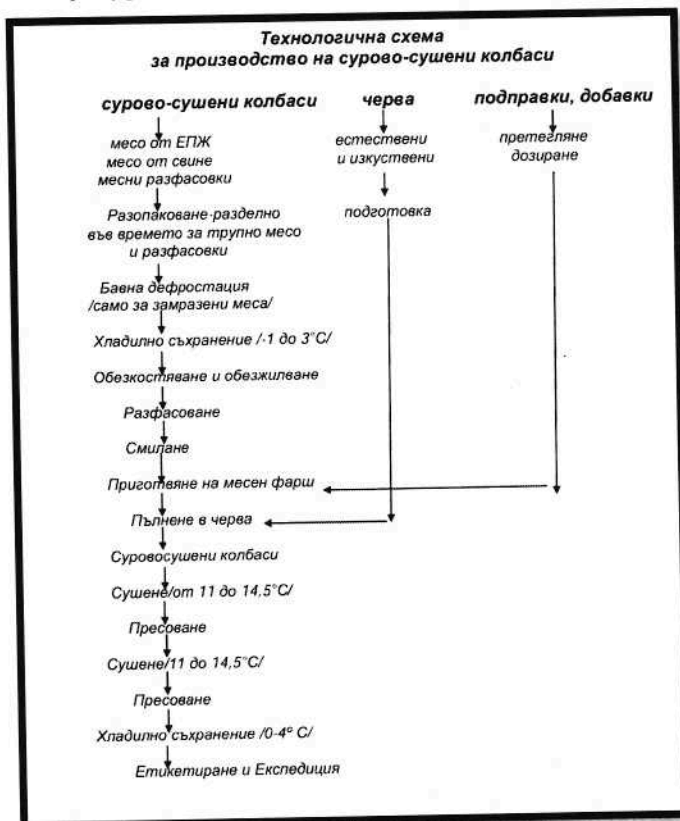 Технологична схема
за производство на сурово-сушени колбаси
сурово-сушени колбаси
месо от ЕПЖ
месо от свине
месни разфасовки
Разопаковане-разделно
във времето за трупно месо
и разфасовки
Бавна дефростация
/само за замразени меса/
Хладилно съхранение /-1 до 3°С/
Обезкостяване и обезжилване
Разфасоване
Смилане
Приготвяне на месен фарш
Пълнене в черва
Суровосушени колбаси
Сушене/от 11 до 14,5°С/
Пресоване
Сушене/11 до 14,5°С/
Пресоване
Хладилно съхранение /0-4º С/
Етикетиране и Експедиция
черва
естествени
и изкуствени
подготовка
подправки, добавки
претегляне
дозиране